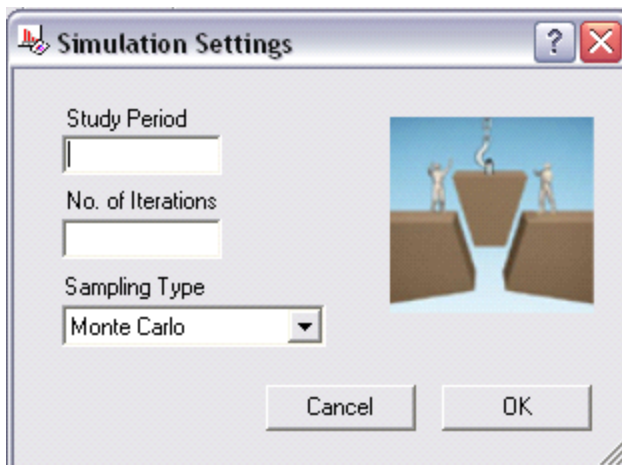 Simulation Settings
?
Study Period
No. of Iterations
Sampling Type
Monte Carlo
Cancel
OK